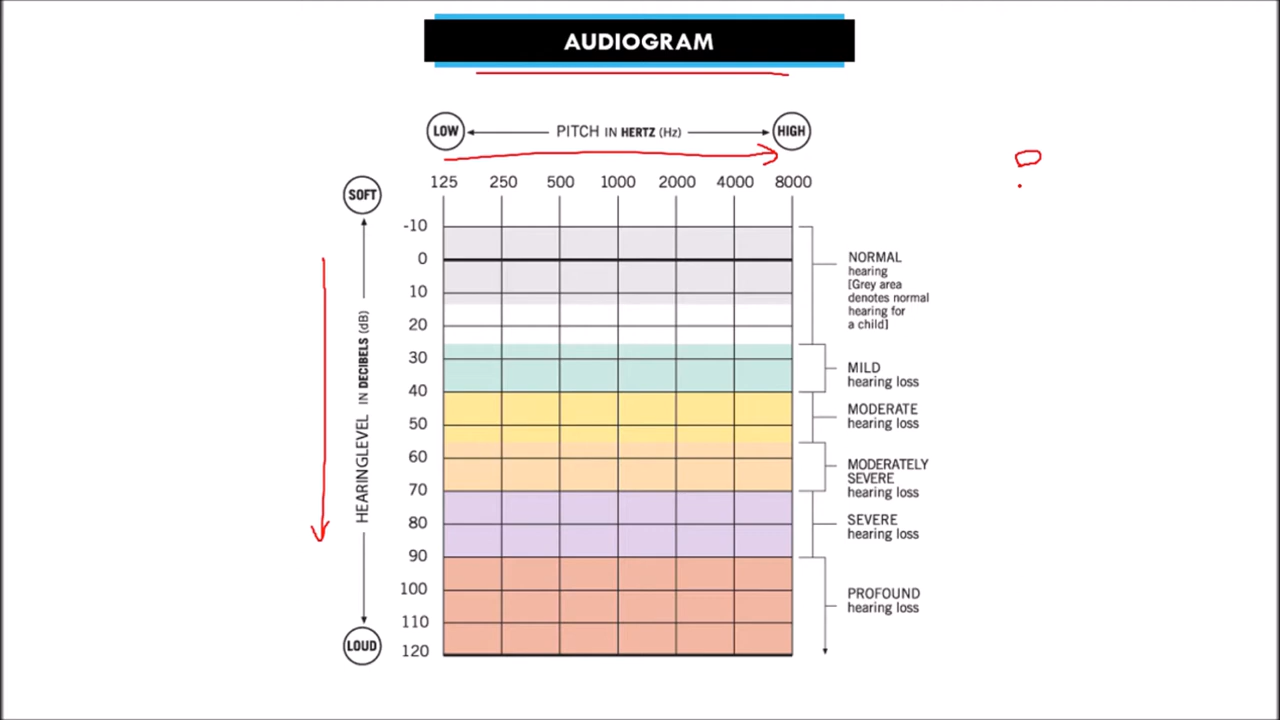 AUDIOGRAM
LOW PITCH IN HERTZ (Hz) HIGH
125 250 500 1000 2000 4000 8000
SOFT
HEARINGLEVEL IN DECIBELS (dB)
LOUD
-10
0
10
20
30
40
50
60
70
80
90
100
110
120
NORMAL
hearing
[Grey area
denotes normal
hearing for
a child]
MILD
hearing loss
MODERATE
hearing loss
MODERATELY
SEVERE
hearing loss
SEVERE
hearing loss
PROFOUND
hearing loss